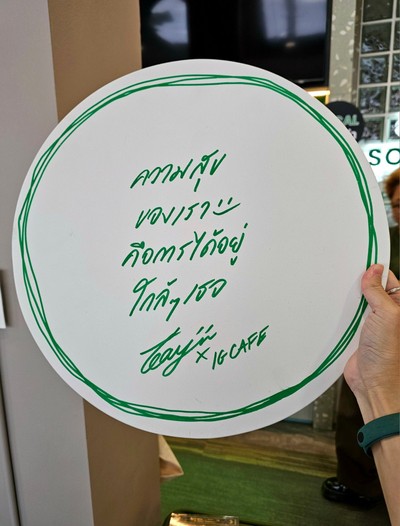 ความสุข
ของเรา
คือการได้อยู่
ใกล้ๆ เธอ
x IG CAFE
SO